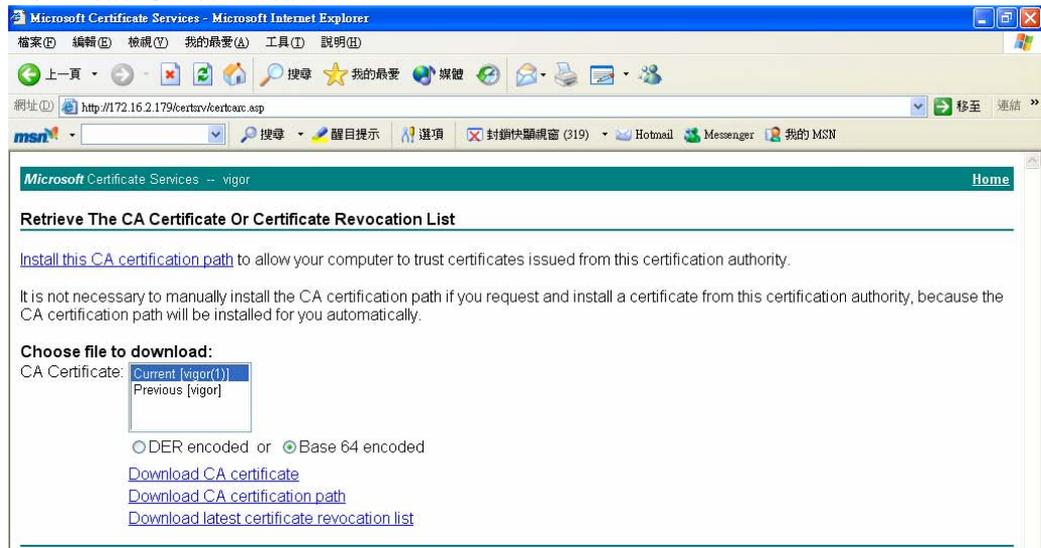 Microsoft Certificate Services - Microsoft Internet Explorer
檔案(F) 編輯(E) 檢視(V) 我的最愛(A) 工具(T) 說明(H)
上一頁 搜尋 我的最愛 媒體
網址(D) http://172.16.2.179/certsrv/certcarc.asp 移至 連結 »
msn 搜尋 醒目提示 選項 封鎖快顯視窗 (319) Hotmail Messenger 我的 MSN
Microsoft Certificate Services -- vigor Home
Retrieve The CA Certificate Or Certificate Revocation List
Install this CA certification path to allow your computer to trust certificates issued from this certification authority.
It is not necessary to manually install the CA certification path if you request and install a certificate from this certification authority, because the
CA certification path will be installed for you automatically.
Choose file to download:
CA Certificate: Current [vigor(1)]
Previous [vigor]
DER encoded or Base 64 encoded
Download CA certificate
Download CA certification path
Download latest certificate revocation list